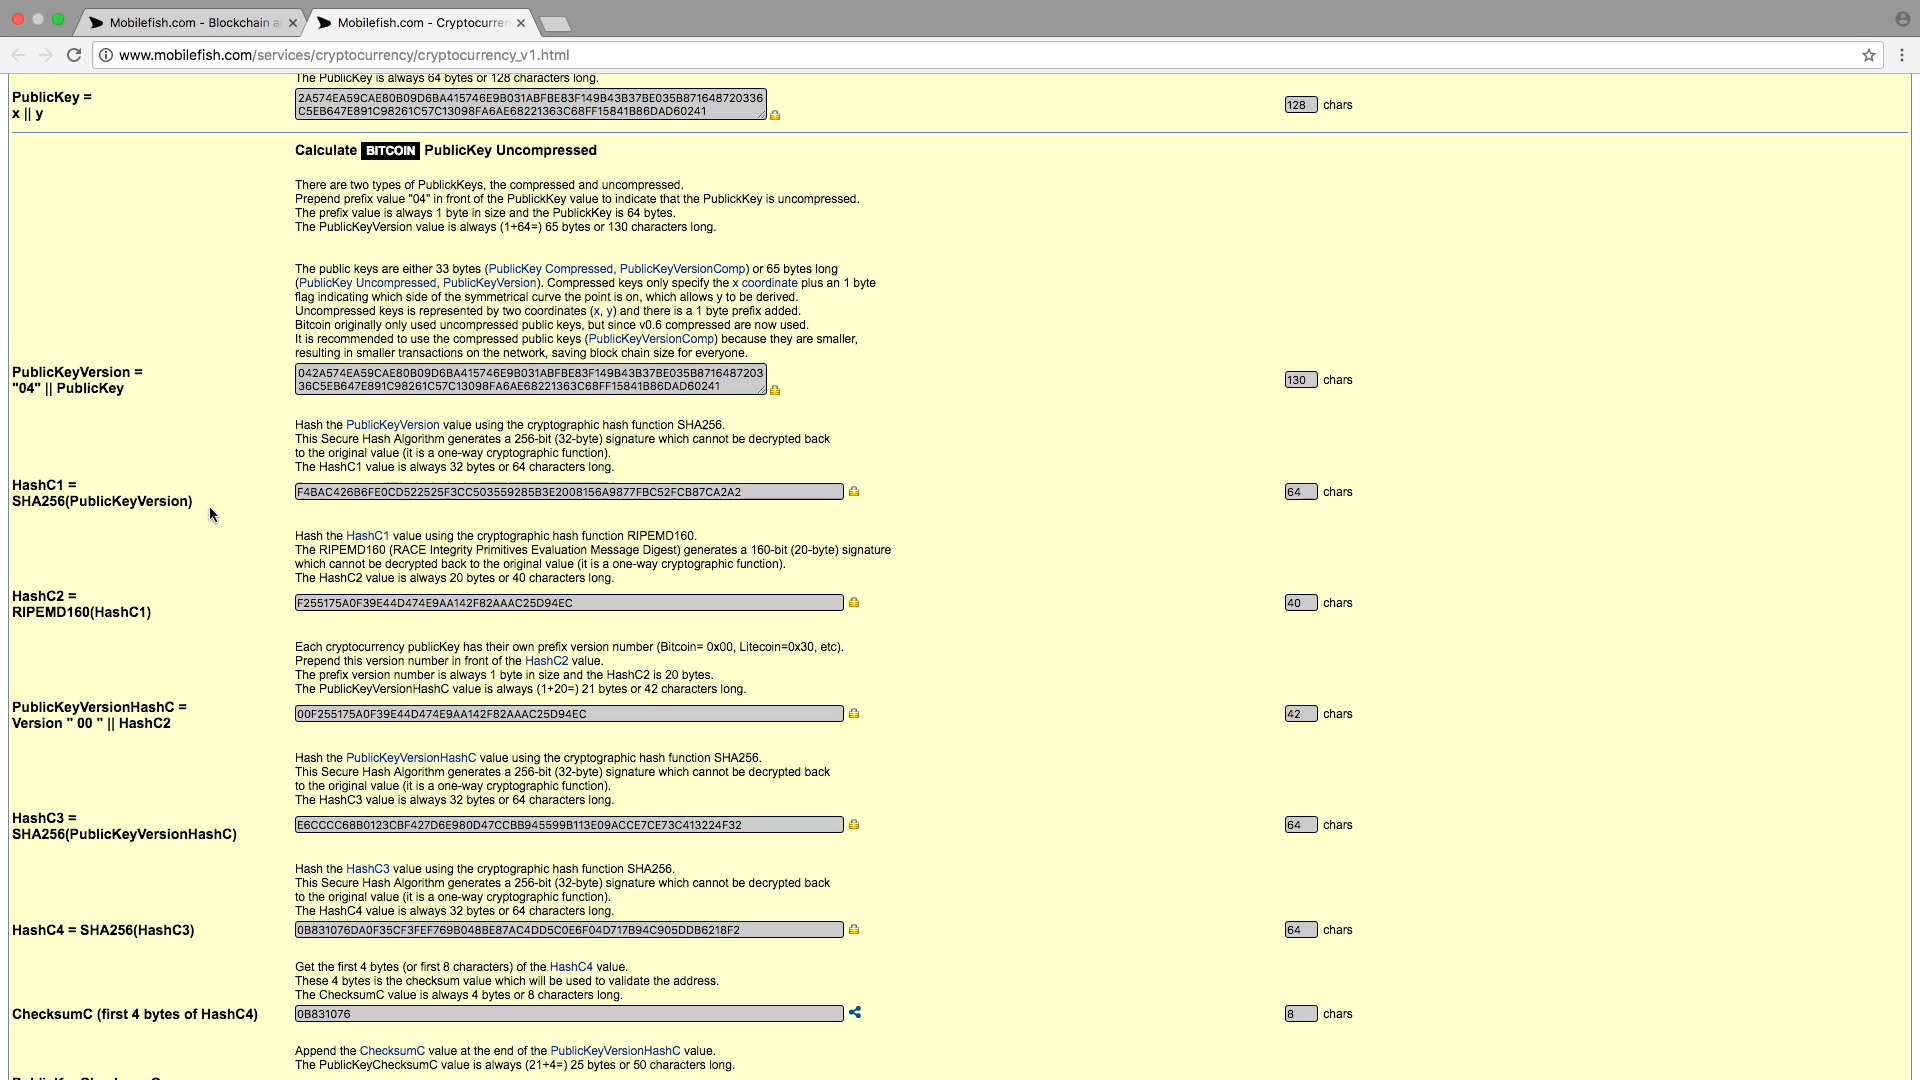 Mobilefish.com - Blockchain a
Mobilefish.com - Cryptocurren
www.mobilefish.com/services/cryptocurrency/cryptocurrency_v1.html
The PublicKey is always 64 bytes or 128 characters long.
PublicKey =
x || y
2A574EA59CAE80B09D6BA415746E9B031ABFBE83F149B43B37BE035B871648720336
C5EB647E891C98261C57C13098FA6AE68221363C68FF15841B86DAD60241
128 chars
Calculate BITCOIN PublicKey Uncompressed
There are two types of PublickKeys, the compressed and uncompressed.
Prepend prefix value "04" in front of the PublickKey value to indicate that the PublickKey is uncompressed.
The prefix value is always 1 byte in size and the PublickKey is 64 bytes.
The PublicKeyVersion value is always (1+64=) 65 bytes or 130 characters long.
The public keys are either 33 bytes (PublicKey Compressed, PublicKeyVersionComp) or 65 bytes long
(PublicKey Uncompressed, PublicKeyVersion). Compressed keys only specify the x coordinate plus an 1 byte
flag indicating which side of the symmetrical curve the point is on, which allows y to be derived.
Uncompressed keys is represented by two coordinates (x, y) and there is a 1 byte prefix added.
Bitcoin originally only used uncompressed public keys, but since v0.6 compressed are now used.
It is recommended to use the compressed public keys (PublicKeyVersionComp) because they are smaller,
resulting in smaller transactions on the network, saving block chain size for everyone.
PublicKeyVersion =
"04" || PublicKey
042A574EA59CAE80B09D6BA415746E9B031ABFBE83F149B43B37BE035B8716487203
36C5EB647E891C98261C57C13098FA6AE68221363C68FF15841B86DAD60241
130 chars
Hash the PublicKeyVersion value using the cryptographic hash function SHA256.
This Secure Hash Algorithm generates a 256-bit (32-byte) signature which cannot be decrypted back
to the original value (it is a one-way cryptographic function).
The HashC1 value is always 32 bytes or 64 characters long.
HashC1 =
SHA256(PublicKeyVersion)
F4BAC426B6FE0CD522525F3CC503559285B3E2008156A9877FBC52FCB87CA2A2
64 chars
Hash the HashC1 value using the cryptographic hash function RIPEMD160.
The RIPEMD160 (RACE Integrity Primitives Evaluation Message Digest) generates a 160-bit (20-byte) signature
which cannot be decrypted back to the original value (it is a one-way cryptographic function).
The HashC2 value is always 20 bytes or 40 characters long.
HashC2 =
RIPEMD160(HashC1)
F255175A0F39E44D474E9AA142F82AAAC25D94EC
40 chars
Each cryptocurrency publicKey has their own prefix version number (Bitcoin= 0x00, Litecoin=0x30, etc).
Prepend this version number in front of the HashC2 value.
The prefix version number is always 1 byte in size and the HashC2 is 20 bytes.
The PublicKeyVersionHashC value is always (1+20=) 21 bytes or 42 characters long.
PublicKeyVersionHashC =
Version " 00 " || HashC2
00F255175A0F39E44D474E9AA142F82AAAC25D94EC
42 chars
Hash the PublicKeyVersionHashC value using the cryptographic hash function SHA256.
This Secure Hash Algorithm generates a 256-bit (32-byte) signature which cannot be decrypted back
to the original value (it is a one-way cryptographic function).
The HashC3 value is always 32 bytes or 64 characters long.
HashC3 =
SHA256(PublicKeyVersionHashC)
E6CCCC68B0123CBF427D6E980D47CCBB945599B113E09ACCE7CE73C413224F32
64 chars
Hash the HashC3 value using the cryptographic hash function SHA256.
This Secure Hash Algorithm generates a 256-bit (32-byte) signature which cannot be decrypted back
to the original value (it is a one-way cryptographic function).
The HashC4 value is always 32 bytes or 64 characters long.
HashC4 = SHA256(HashC3)
0B831076DA0F35CF3FEF769B048BE87AC4DD5C0E6F04D717B94C905DDB6218F2
64 chars
Get the first 4 bytes (or first 8 characters) of the HashC4 value.
These 4 bytes is the checksum value which will be used to validate the address.
The ChecksumC value is always 4 bytes or 8 characters long.
ChecksumC (first 4 bytes of HashC4)
0B831076
8 chars
Append the ChecksumC value at the end of the PublicKeyVersionHashC value.
The PublicKeyChecksumC value is always (21+4=) 25 bytes or 50 characters long.